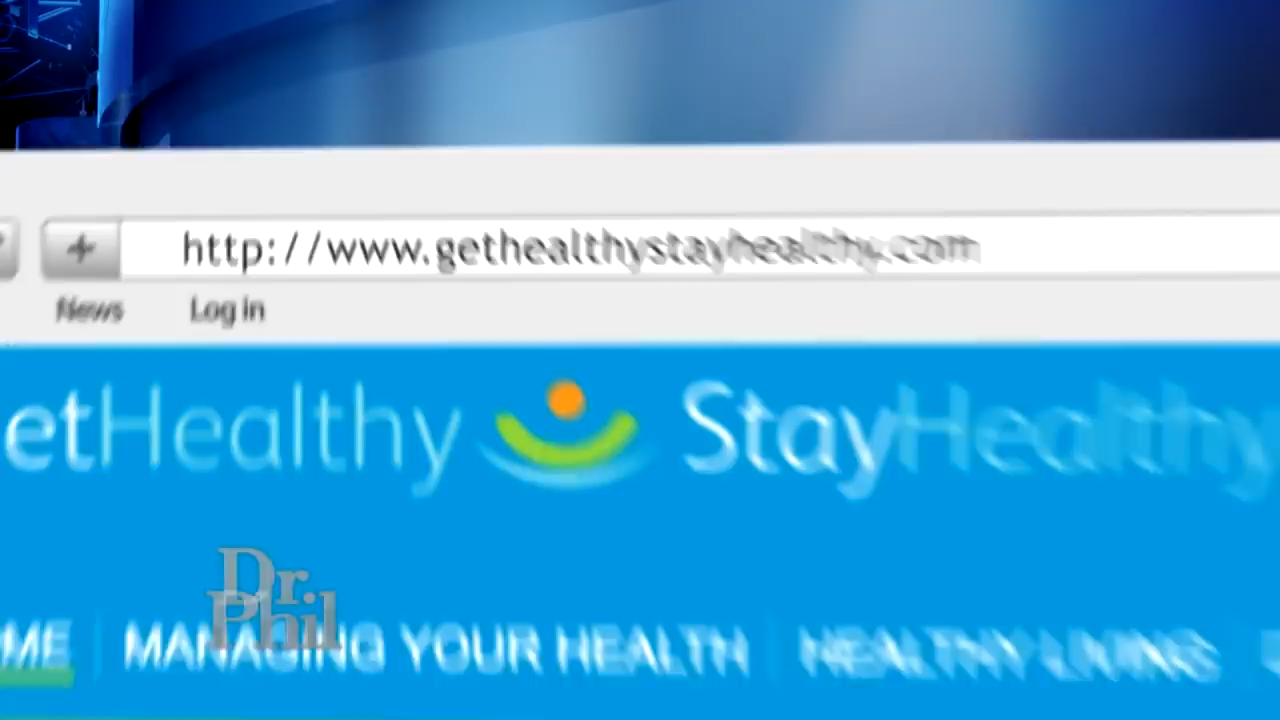 http://www.gethealthystayhealthy.com
News Log in
etHealthy StayHealthy
Dr. Phil
ME MANAGING YOUR HEALTH HEALTHY LIVING